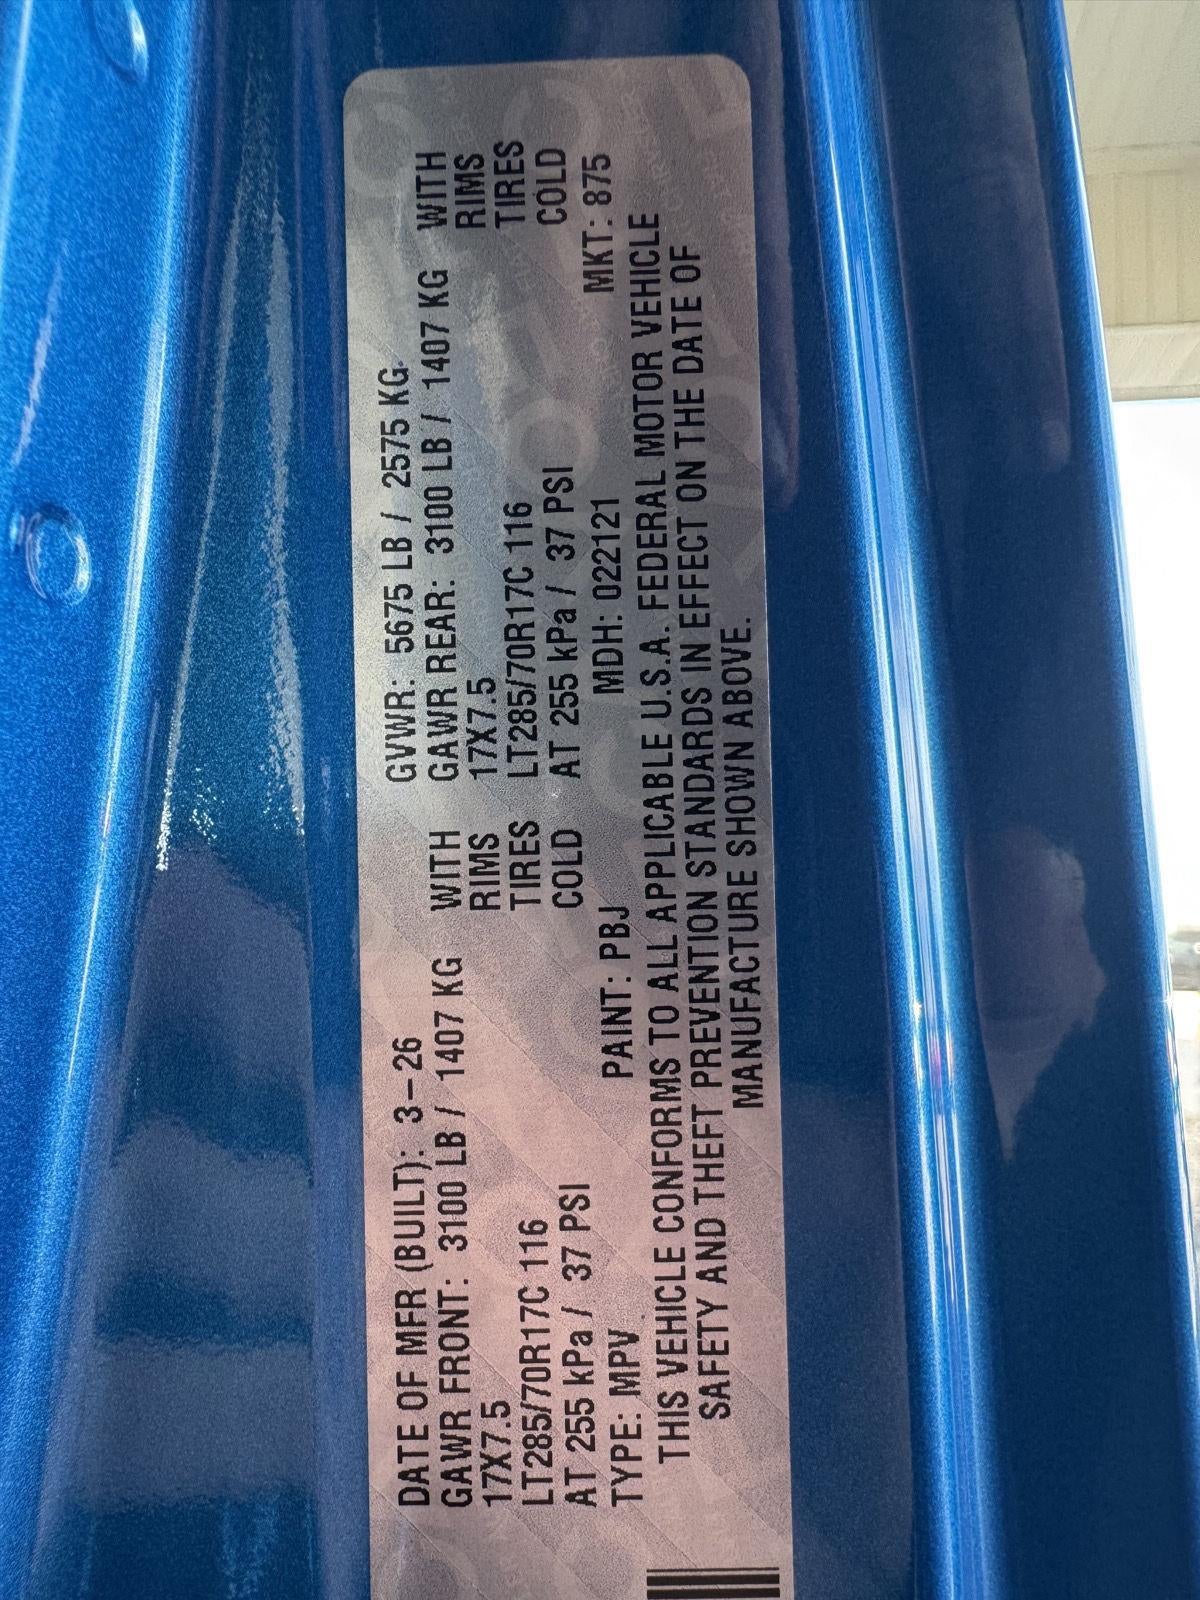 DATE OF MFR (BUILT): 3-26 GVWR: 5675 LB / 2575 KG
GAWR FRONT: 3100 LB / 1407 KG WITH GAWR REAR: 3100 LB / 1407 KG WITH
17X7.5 RIMS 17X7.5 RIMS
LT285/70R17C 116 TIRES LT285/70R17C 116 TIRES
AT 255 kPa / 37 PSI COLD AT 255 kPa / 37 PSI COLD
TYPE: MPV PAINT: PBJ MDH: 022121 MKT: 875
THIS VEHICLE CONFORMS TO ALL APPLICABLE U.S.A. FEDERAL MOTOR VEHICLE
SAFETY AND THEFT PREVENTION STANDARDS IN EFFECT ON THE DATE OF
MANUFACTURE SHOWN ABOVE.